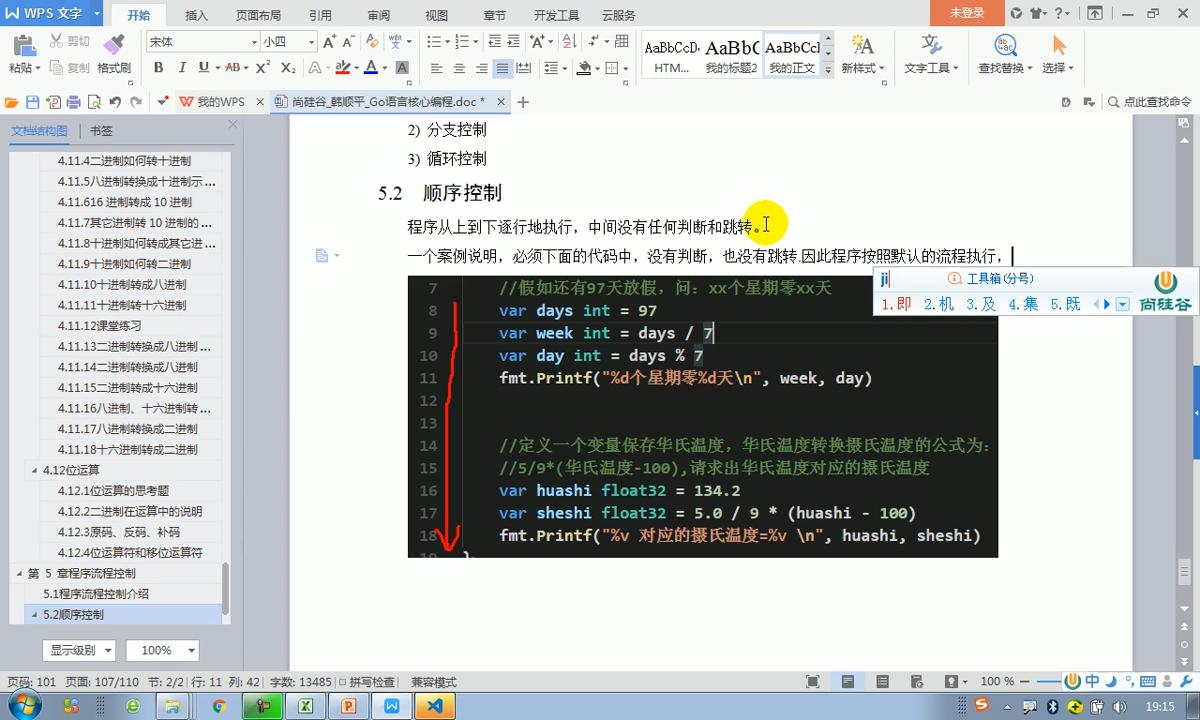 WPS 文字
开始
插入
页面布局
引用
审阅
视图
章节
开发工具
云服务
未登录
粘贴
剪切
复制
格式刷
宋体
小四
AaBbCcD
HTM...
AaBbC
我的标题2
AaBbCcl
我的正文
新样式
文字工具
查找替换
选择
我的WPS
尚硅谷_韩顺平_Go语言核心编程.doc *
点此查找命令
文档结构图
书签
4.11.4二进制如何转十进制
4.11.5八进制转换成十进制示...
4.11.616 进制转成 10 进制
4.11.7其它进制转 10 进制的 ...
4.11.8十进制如何转成其它进...
4.11.9十进制如何转二进制
4.11.10十进制转成八进制
4.11.11十进制转十六进制
4.11.12课堂练习
4.11.13二进制转换成八进制...
4.11.14二进制转换成八进制
4.11.15二进制转成十六进制
4.11.16八进制、十六进制转...
4.11.17八进制转换成二进制
4.11.18十六进制转成二进制
4.12位运算
4.12.1位运算的思考题
4.12.2二进制在运算中的说明
4.12.3原码、反码、补码
4.12.4位运算符和移位运算符
第 5 章程序流程控制
5.1程序流程控制介绍
5.2顺序控制
显示级别
100%
2) 分支控制
3) 循环控制
5.2 顺序控制
程序从上到下逐行地执行，中间没有任何判断和跳转。
一个案例说明，必须下面的代码中，没有判断，也没有跳转.因此程序按照默认的流程执行，
ji
工具箱(分号)
1.即 2.机 3.及 4.集 5.既
尚硅谷
7 //假如还有97天放假，问：xx个星期零xx天
8 var days int = 97
9 var week int = days / 7
10 var day int = days % 7
11 fmt.Printf("%d个星期零%d天\n", week, day)
12
13
14 //定义一个变量保存华氏温度，华氏温度转换摄氏温度的公式为：
15 //5/9*(华氏温度-100),请求出华氏温度对应的摄氏温度
16 var huashi float32 = 134.2
17 var sheshi float32 = 5.0 / 9 * (huashi - 100)
18 fmt.Printf("%v 对应的摄氏温度=%v \n", huashi, sheshi)
19 }
页码: 101 页面: 107/110 节: 2/2 行: 11 列: 42 字数: 13485 拼写检查 兼容模式
100 %
中
19:15